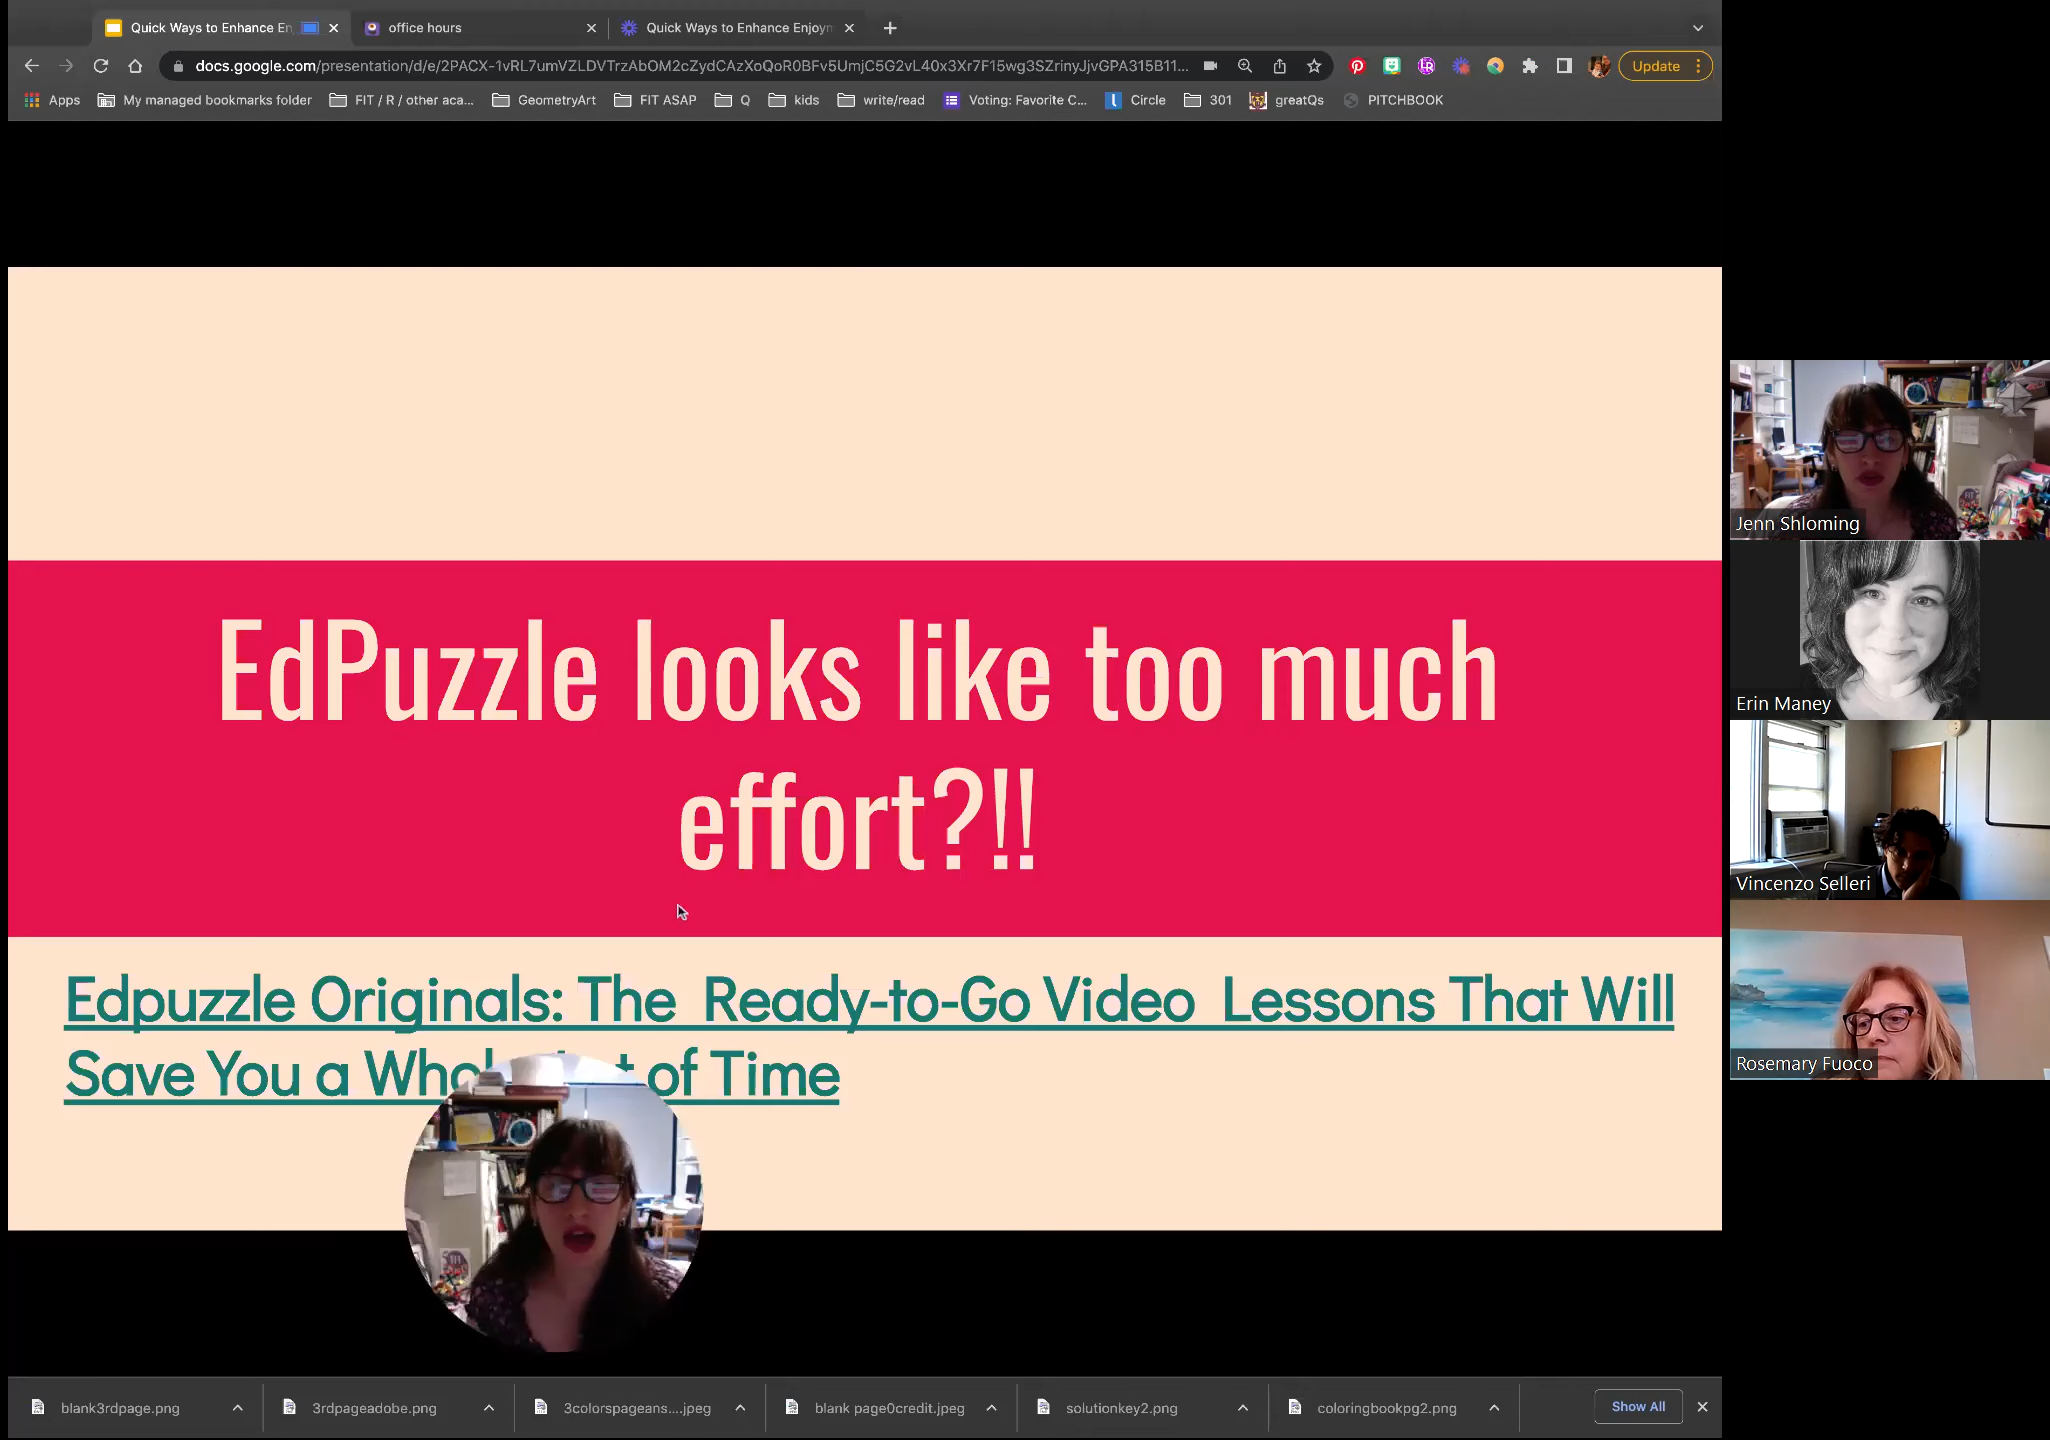 Quick Ways to Enhance En
office hours
Quick Ways to Enhance Enjoym
docs.google.com/presentation/d/e/2PACX-1vRL7umVZLDVTrzAbOM2cZydCAzXoQoR0BFv5UmjC5G2vL40x3Xr7F15wg3SZrinyJjvGPA315B11...
Update
Apps
My managed bookmarks folder
FIT / R / other aca...
GeometryArt
FIT ASAP
Q
kids
write/read
Voting: Favorite C...
Circle
301
greatQs
PITCHBOOK
EdPuzzle looks like too much
effort?!!
Edpuzzle Originals: The Ready-to-Go Video Lessons That Will
Save You a of Time
Jenn Shloming
Erin Maney
Vincenzo Selleri
Rosemary Fuoco
blank3rdpage.png
3rdpageadobe.png
3colorspageans....jpeg
blank page0credit.jpeg
solutionkey2.png
coloringbookpg2.png
Show All